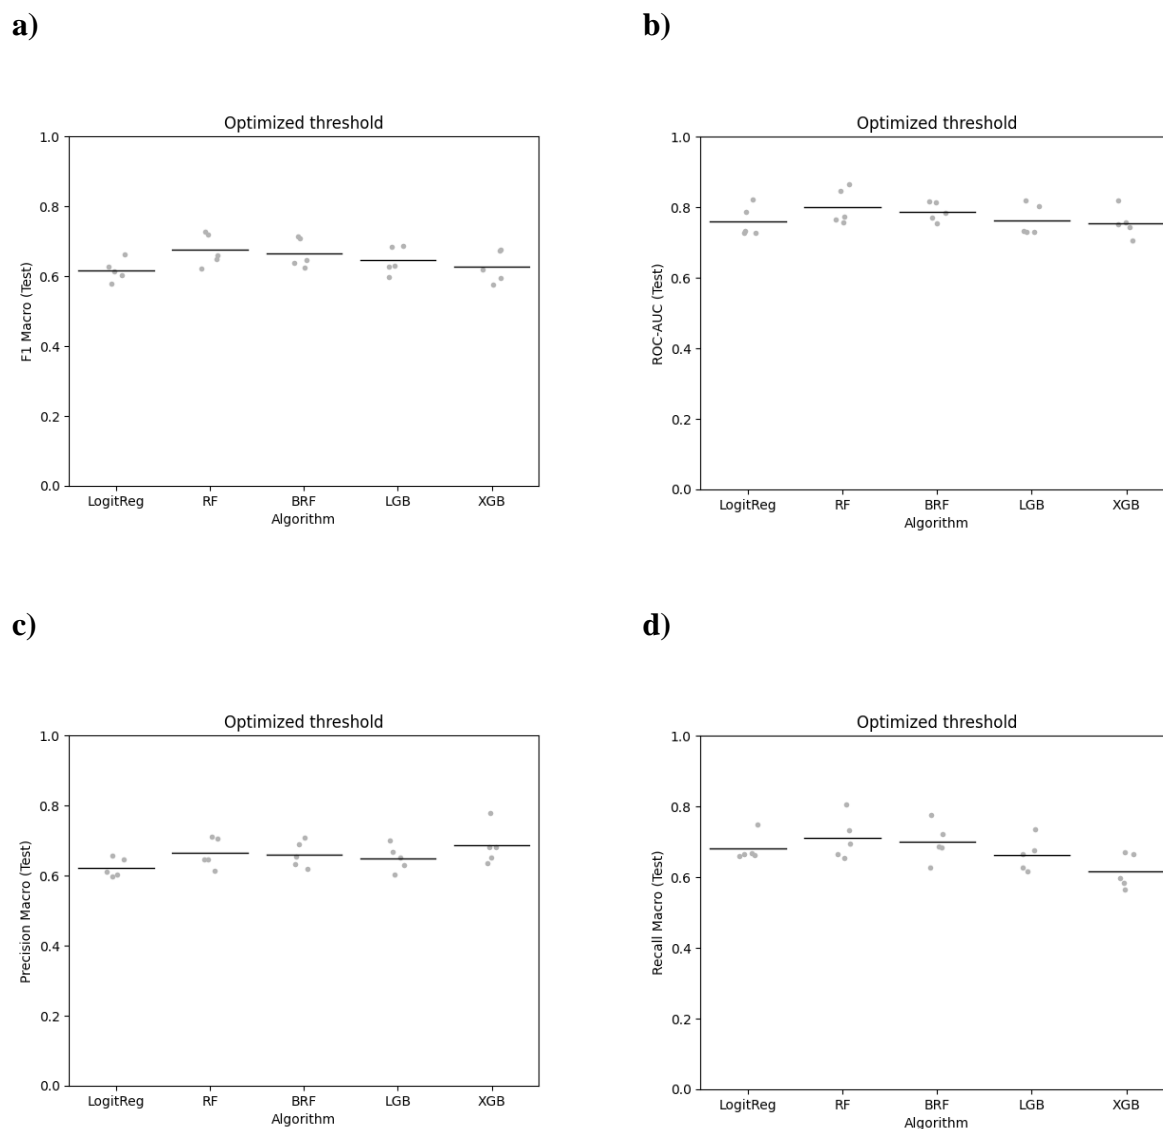 a)
Optimized threshold
1.0
0.8
0.6
0.4
0.2
0.0
F1 Macro (Test)
LogitReg RF BRF LGB XGB
Algorithm
b)
Optimized threshold
1.0
0.8
0.6
0.4
0.2
0.0
ROC-AUC (Test)
LogitReg RF BRF LGB XGB
Algorithm
c)
Optimized threshold
1.0
0.8
0.6
0.4
0.2
0.0
Precision Macro (Test)
LogitReg RF BRF LGB XGB
Algorithm
d)
Optimized threshold
1.0
0.8
0.6
0.4
0.2
0.0
Recall Macro (Test)
LogitReg RF BRF LGB XGB
Algorithm